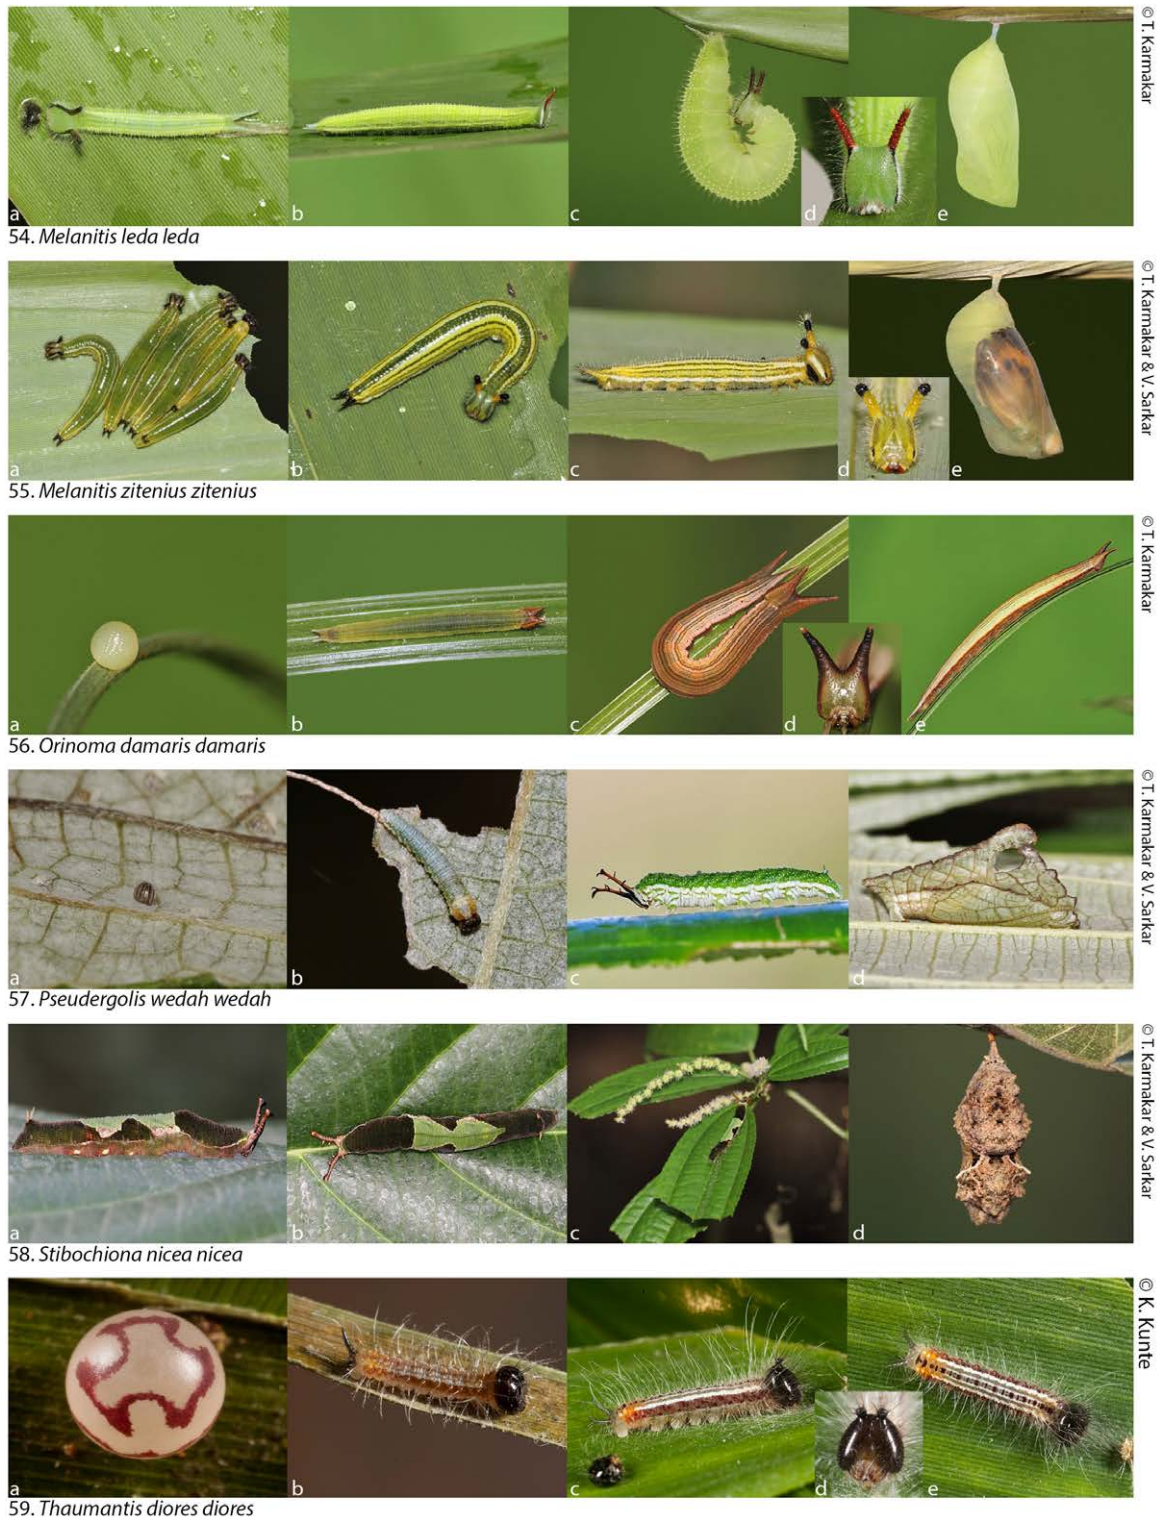 © T. Karmakar
a b c d e
54. Melanitis leda leda
© T. Karmakar & V. Sarkar
a b c d e
55. Melanitis zitenius zitenius
© T. Karmakar
a b c d e
56. Orinoma damaris damaris
© T. Karmakar & V. Sarkar
a b c d
57. Pseudergolis wedah wedah
© T. Karmakar & V. Sarkar
a b c d
58. Stibochiona nicea nicea
© K. Kunte
a b c d e
59. Thaumantis diores diores